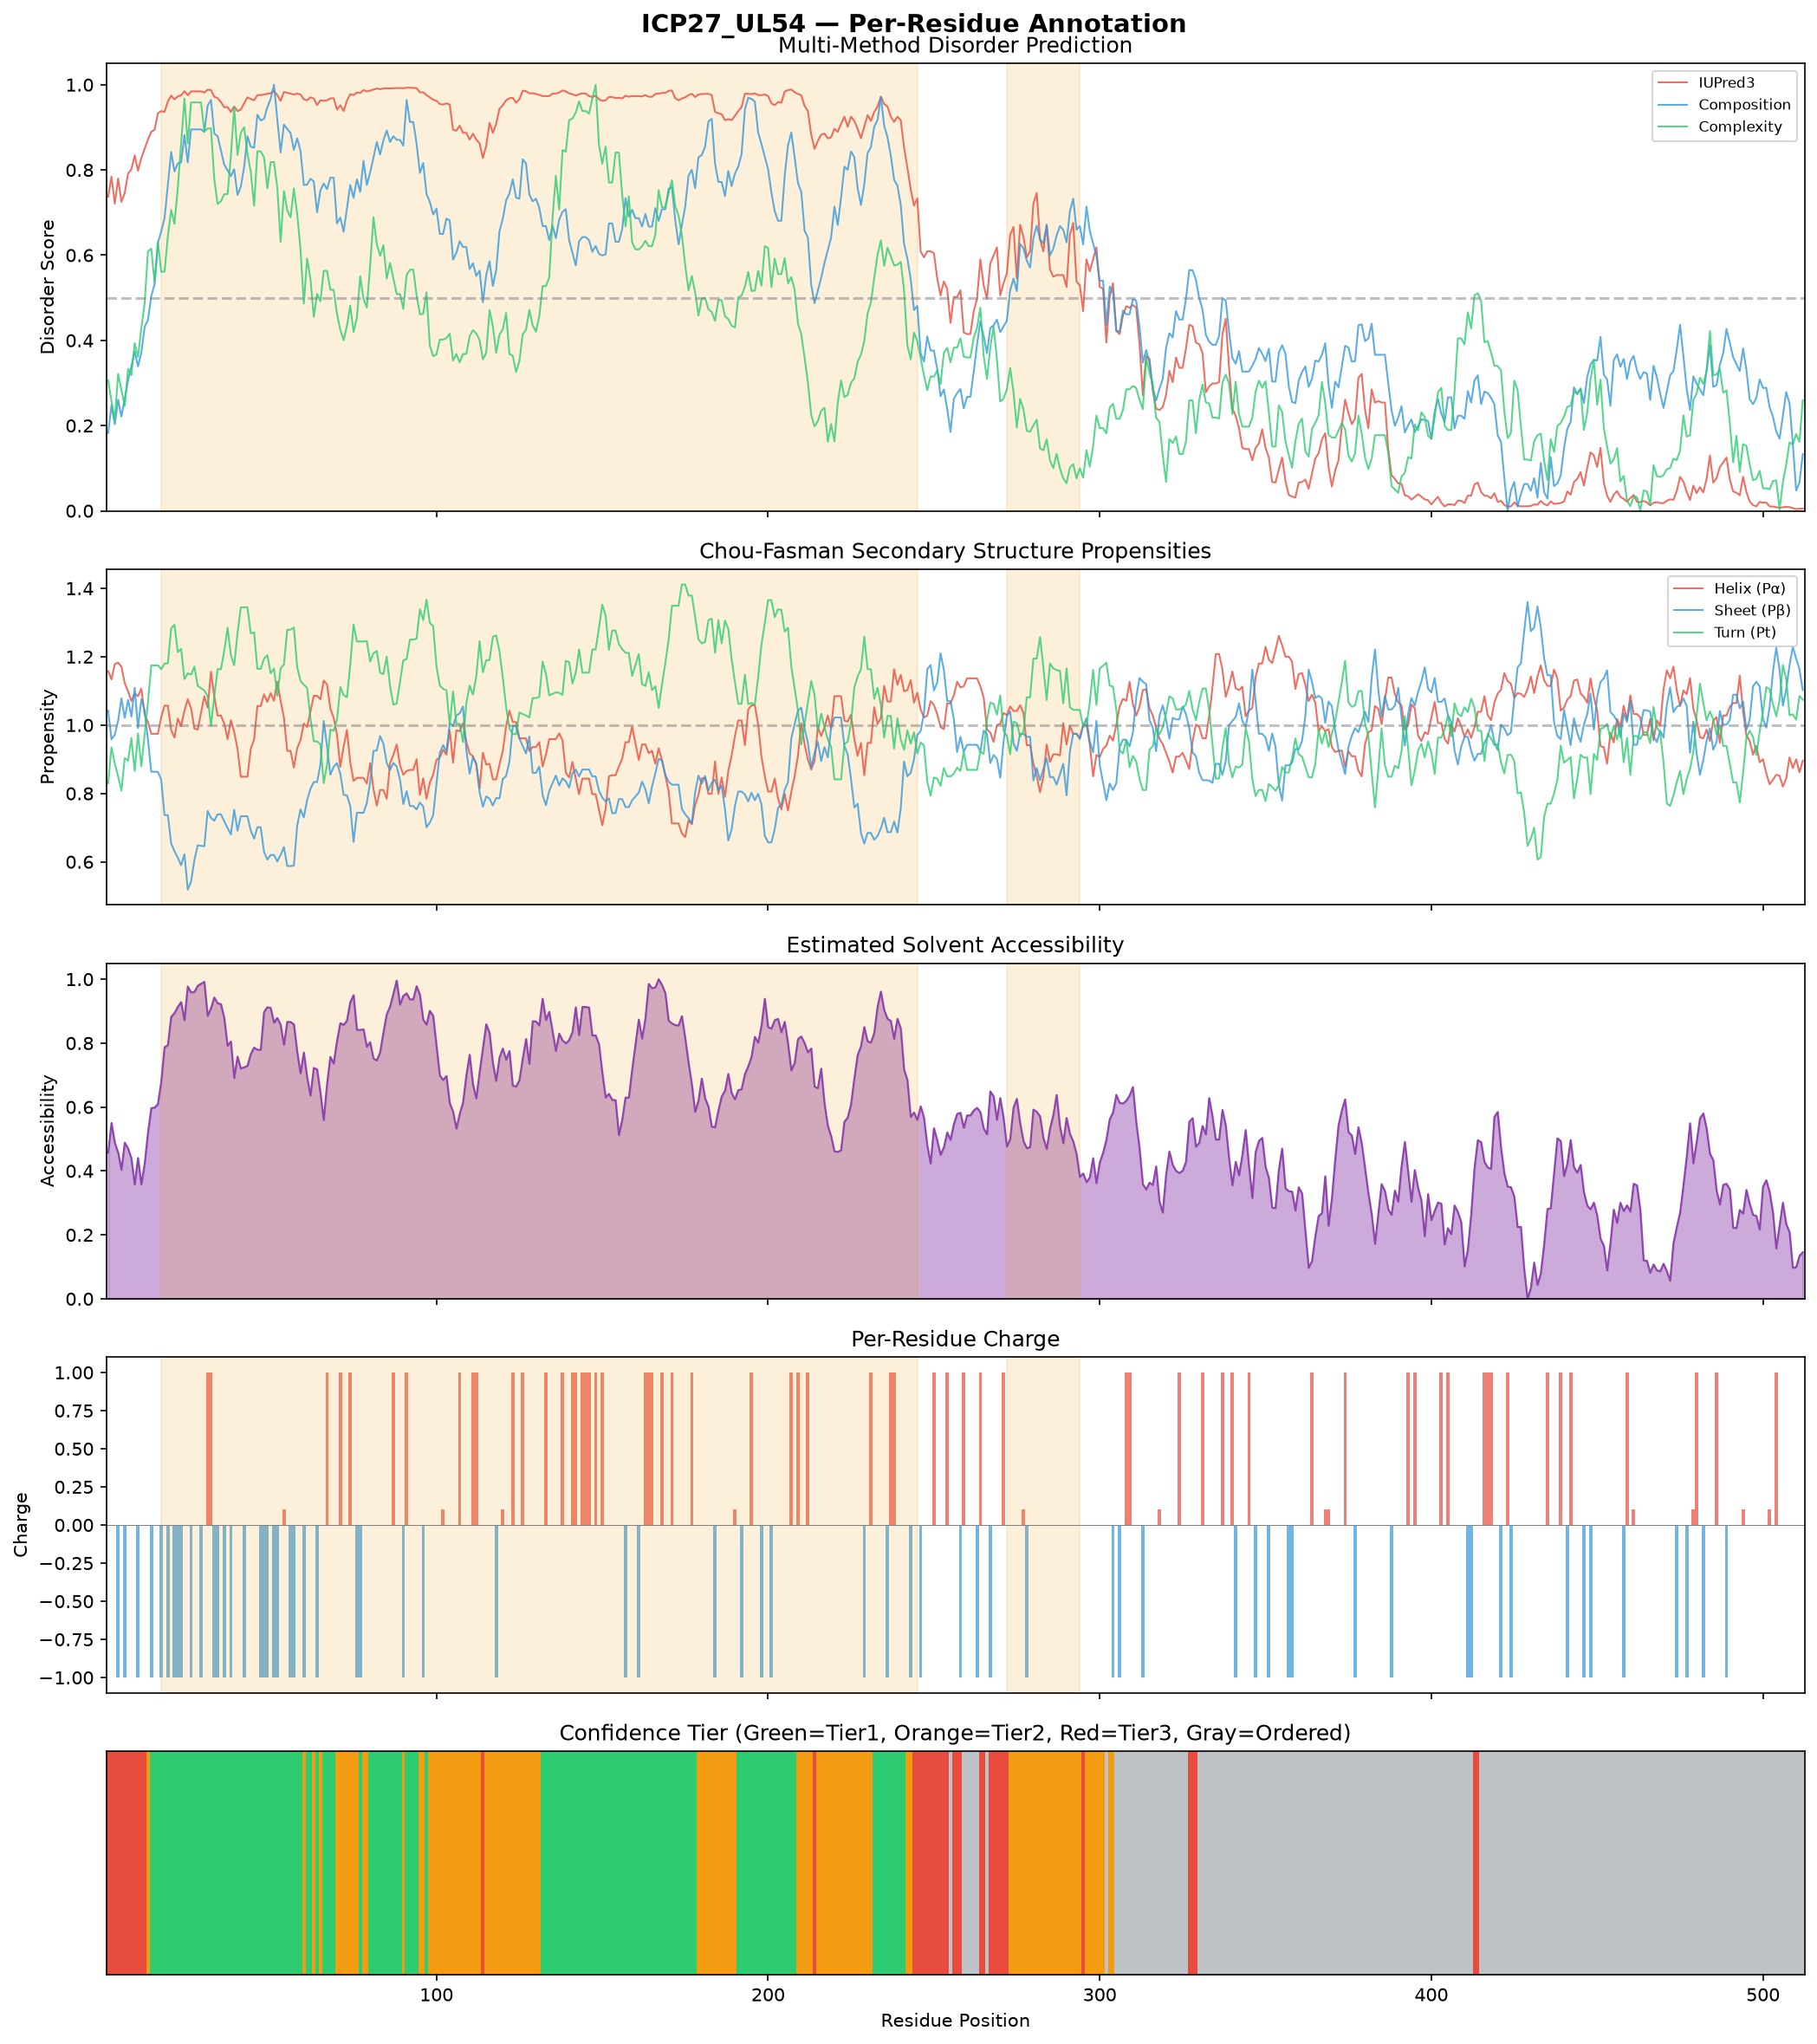 ICP27_UL54 — Per-Residue Annotation
Multi-Method Disorder Prediction
Disorder Score
1.0
0.8
0.6
0.4
0.2
0.0
IUPred3
Composition
Complexity
Chou-Fasman Secondary Structure Propensities
Propensity
1.4
1.2
1.0
0.8
0.6
Helix (Pα)
Sheet (Pβ)
Turn (Pt)
Estimated Solvent Accessibility
Accessibility
1.0
0.8
0.6
0.4
0.2
0.0
Per-Residue Charge
Charge
1.00
0.75
0.50
0.25
0.00
−0.25
−0.50
−0.75
−1.00
Confidence Tier (Green=Tier1, Orange=Tier2, Red=Tier3, Gray=Ordered)
100 200 300 400 500
Residue Position